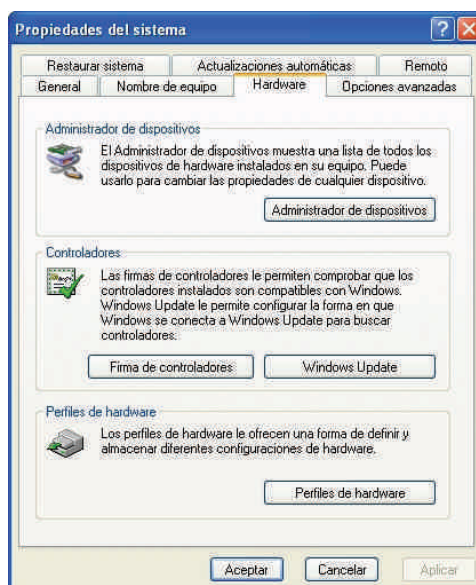 Propiedades del sistema
Restaurar sistema Actualizaciones automáticas Remoto
General Nombre de equipo Hardware Opciones avanzadas
Administrador de dispositivos
El Administrador de dispositivos muestra una lista de todos los
dispositivos de hardware instalados en su equipo. Puede
usarlo para cambiar las propiedades de cualquier dispositivo.
Administrador de dispositivos
Controladores
Las firmas de controladores le permiten comprobar que los
controladores instalados son compatibles con Windows.
Windows Update le permite configurar la forma en que
Windows se conecta a Windows Update para buscar
controladores.
Firma de controladores Windows Update
Perfiles de hardware
Los perfiles de hardware le ofrecen una forma de definir y
almacenar diferentes configuraciones de hardware.
Perfiles de hardware
Aceptar Cancelar Aplicar